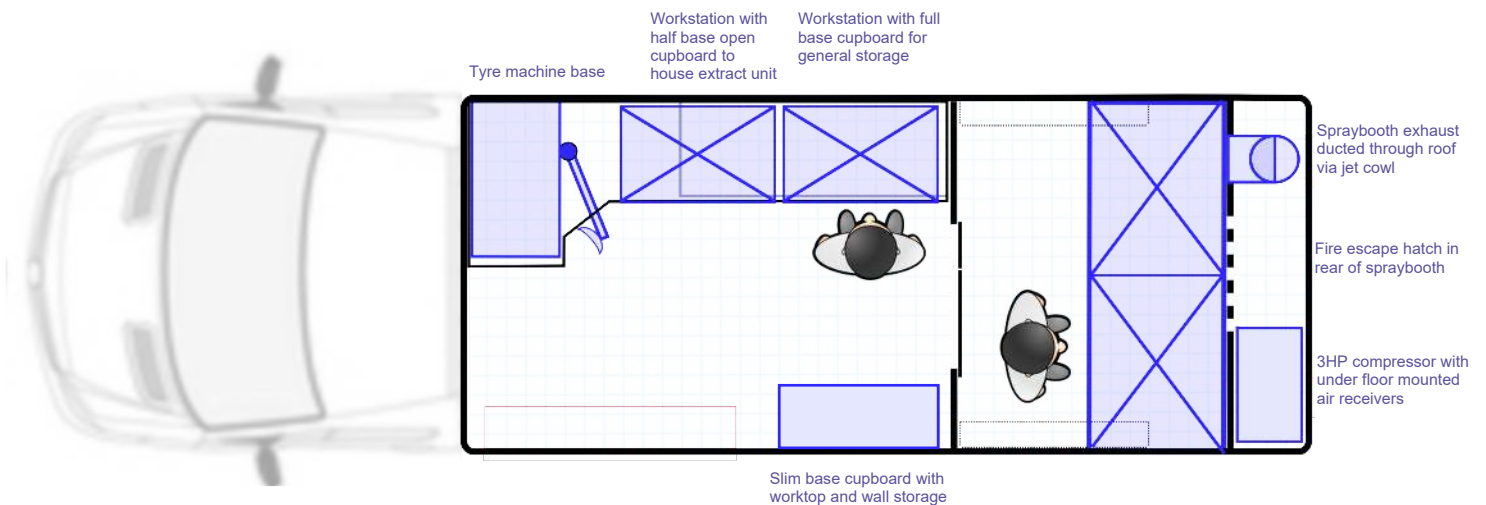 Workstation with
half base open
cupboard to
house extract unit
Workstation with full
base cupboard for
general storage
Tyre machine base
Spraybooth exhaust
ducted through roof
via jet cowl
Fire escape hatch in
rear of spraybooth
3HP compressor with
under floor mounted
air receivers
Slim base cupboard with
worktop and wall storage